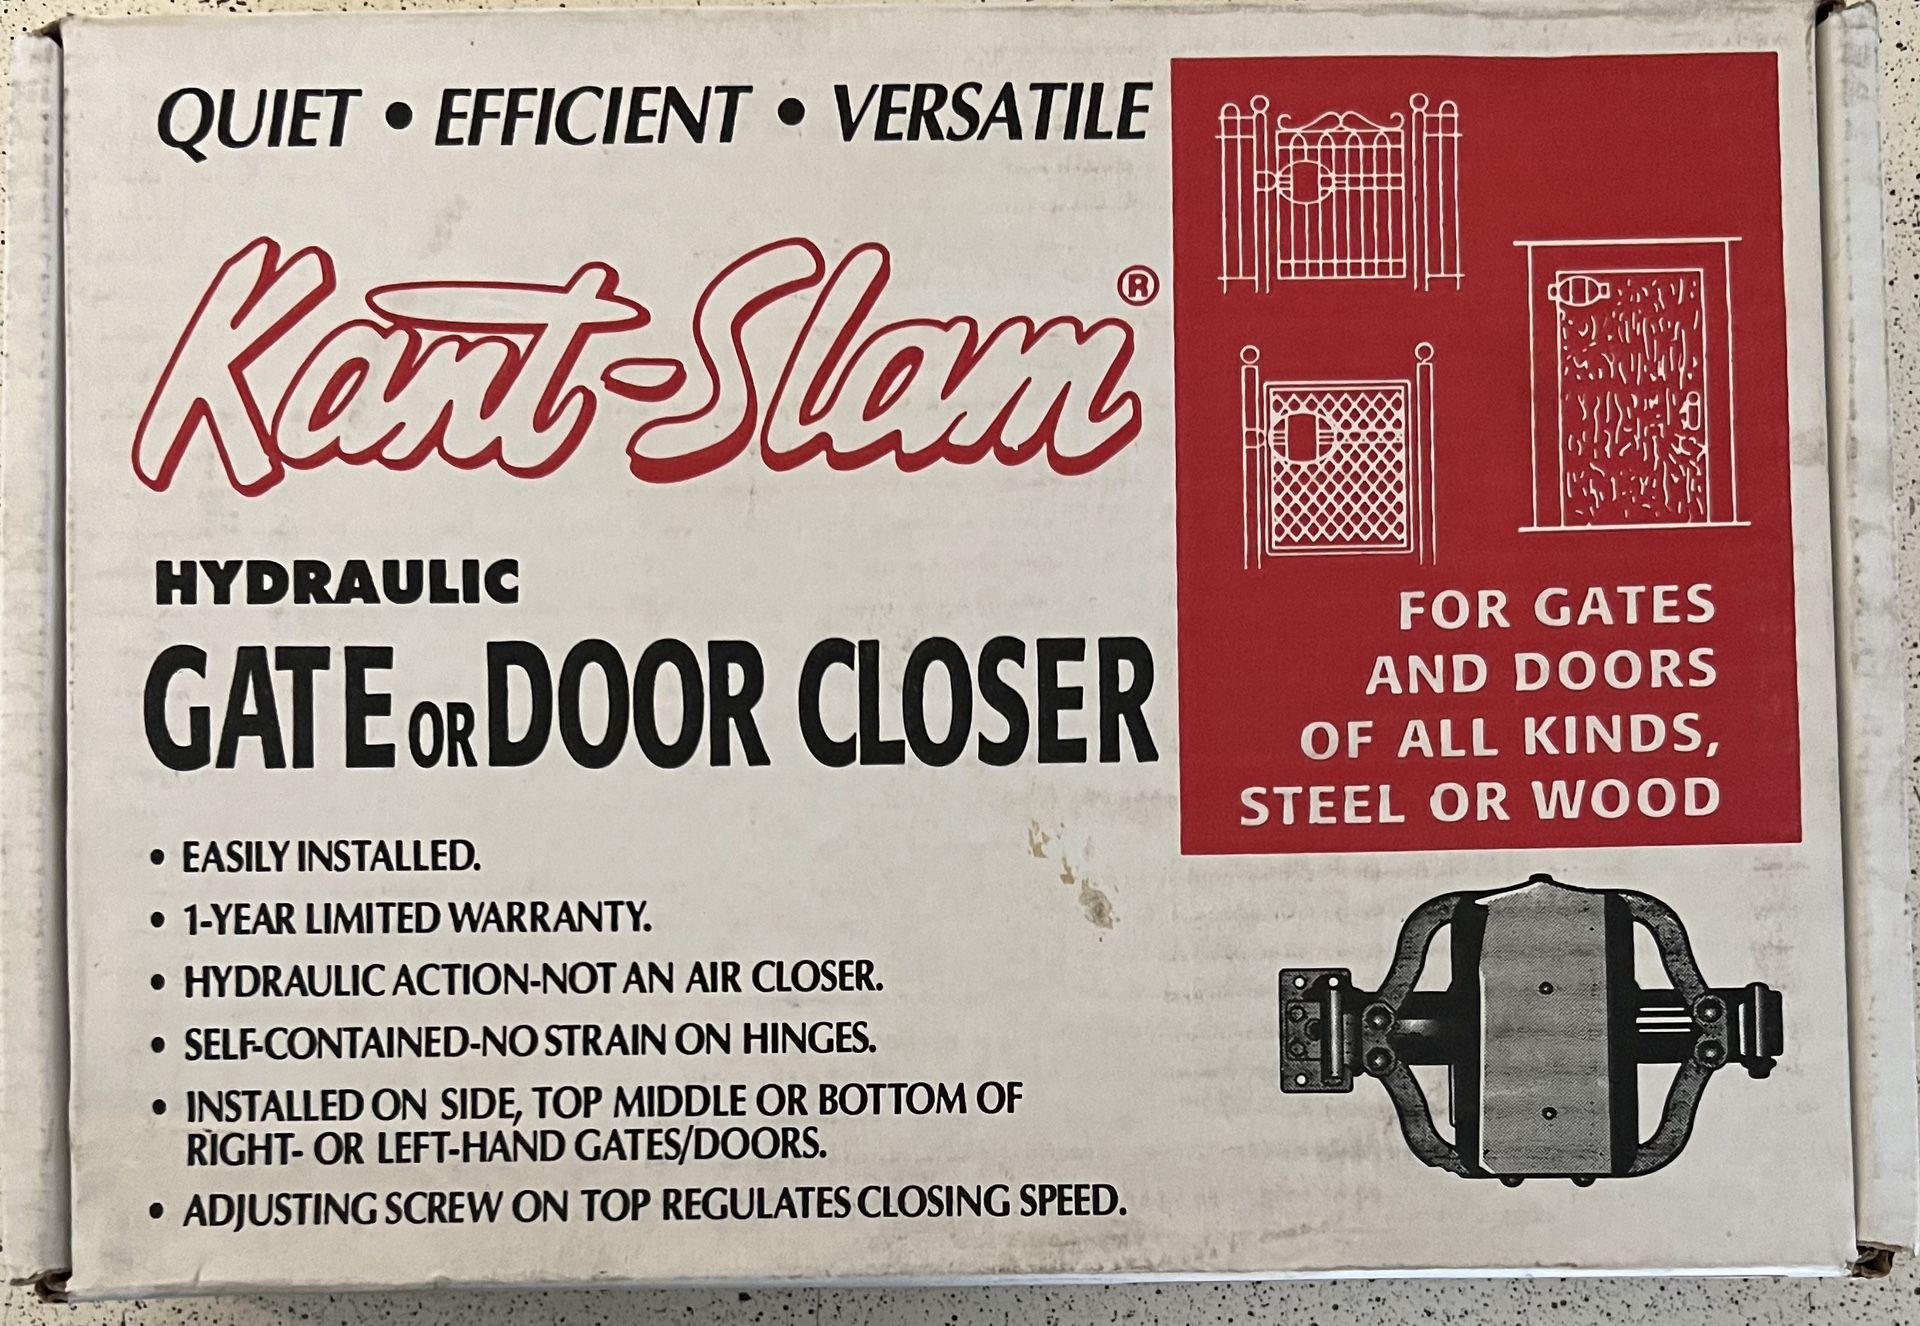 QUIET • EFFICIENT • VERSATILE
Kant-Slam®
HYDRAULIC
GATE OR DOOR CLOSER
• EASILY INSTALLED.
• 1-YEAR LIMITED WARRANTY.
• HYDRAULIC ACTION-NOT AN AIR CLOSER.
• SELF-CONTAINED-NO STRAIN ON HINGES.
• INSTALLED ON SIDE, TOP MIDDLE OR BOTTOM OF
RIGHT- OR LEFT-HAND GATES/DOORS.
• ADJUSTING SCREW ON TOP REGULATES CLOSING SPEED.
FOR GATES
AND DOORS
OF ALL KINDS,
STEEL OR WOOD